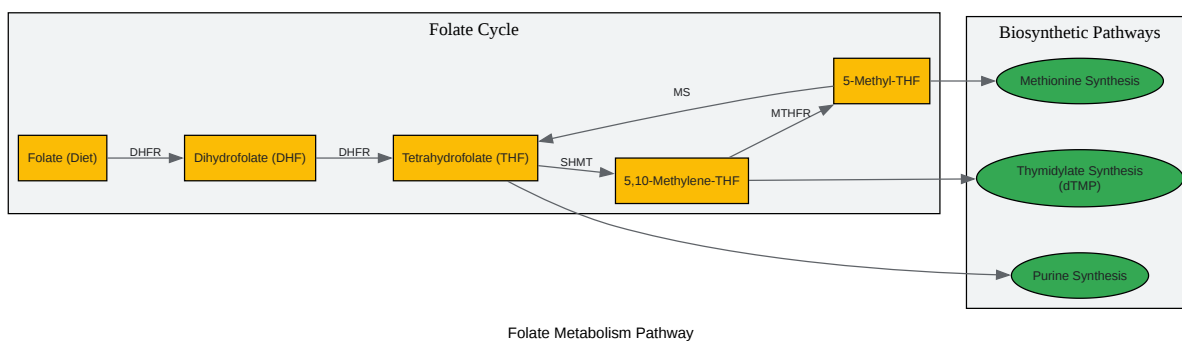 Folate Cycle
Biosynthetic Pathways
5-Methyl-THF
Methionine Synthesis
MS
MTHFR
Folate (Diet)
DHFR
Dihydrofolate (DHF)
DHFR
Tetrahydrofolate (THF)
SHMT
5,10-Methylene-THF
Thymidylate Synthesis
(dTMP)
Purine Synthesis
Folate Metabolism Pathway